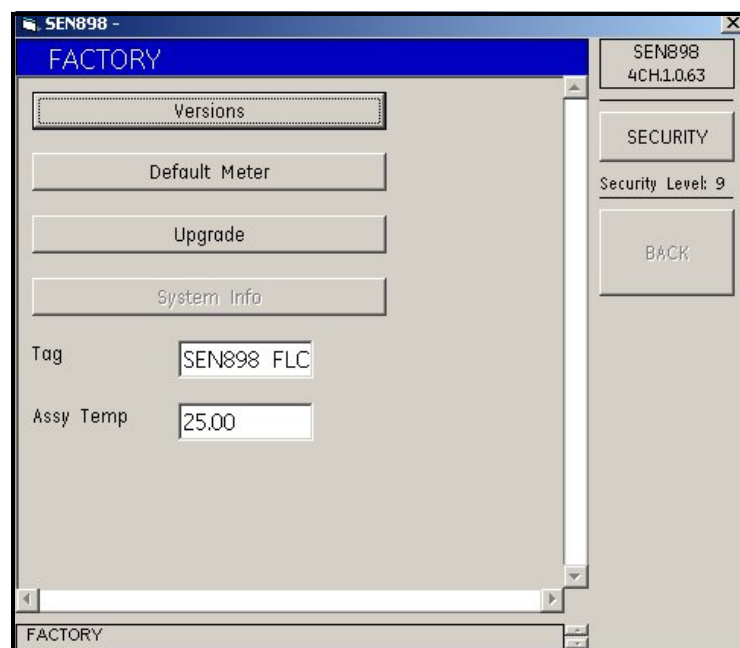 SEN898 -
FACTORY
SEN898
4CH.1.0.63
Versions
SECURITY
Default Meter
Security Level: 9
Upgrade
BACK
System Info
Tag
SEN898 FLC
Assy Temp
25.00
FACTORY